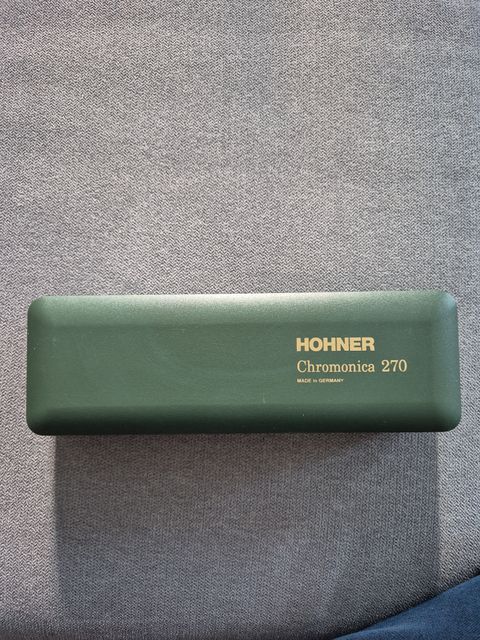 HOHNER
Chromonica 270
MADE in GERMANY